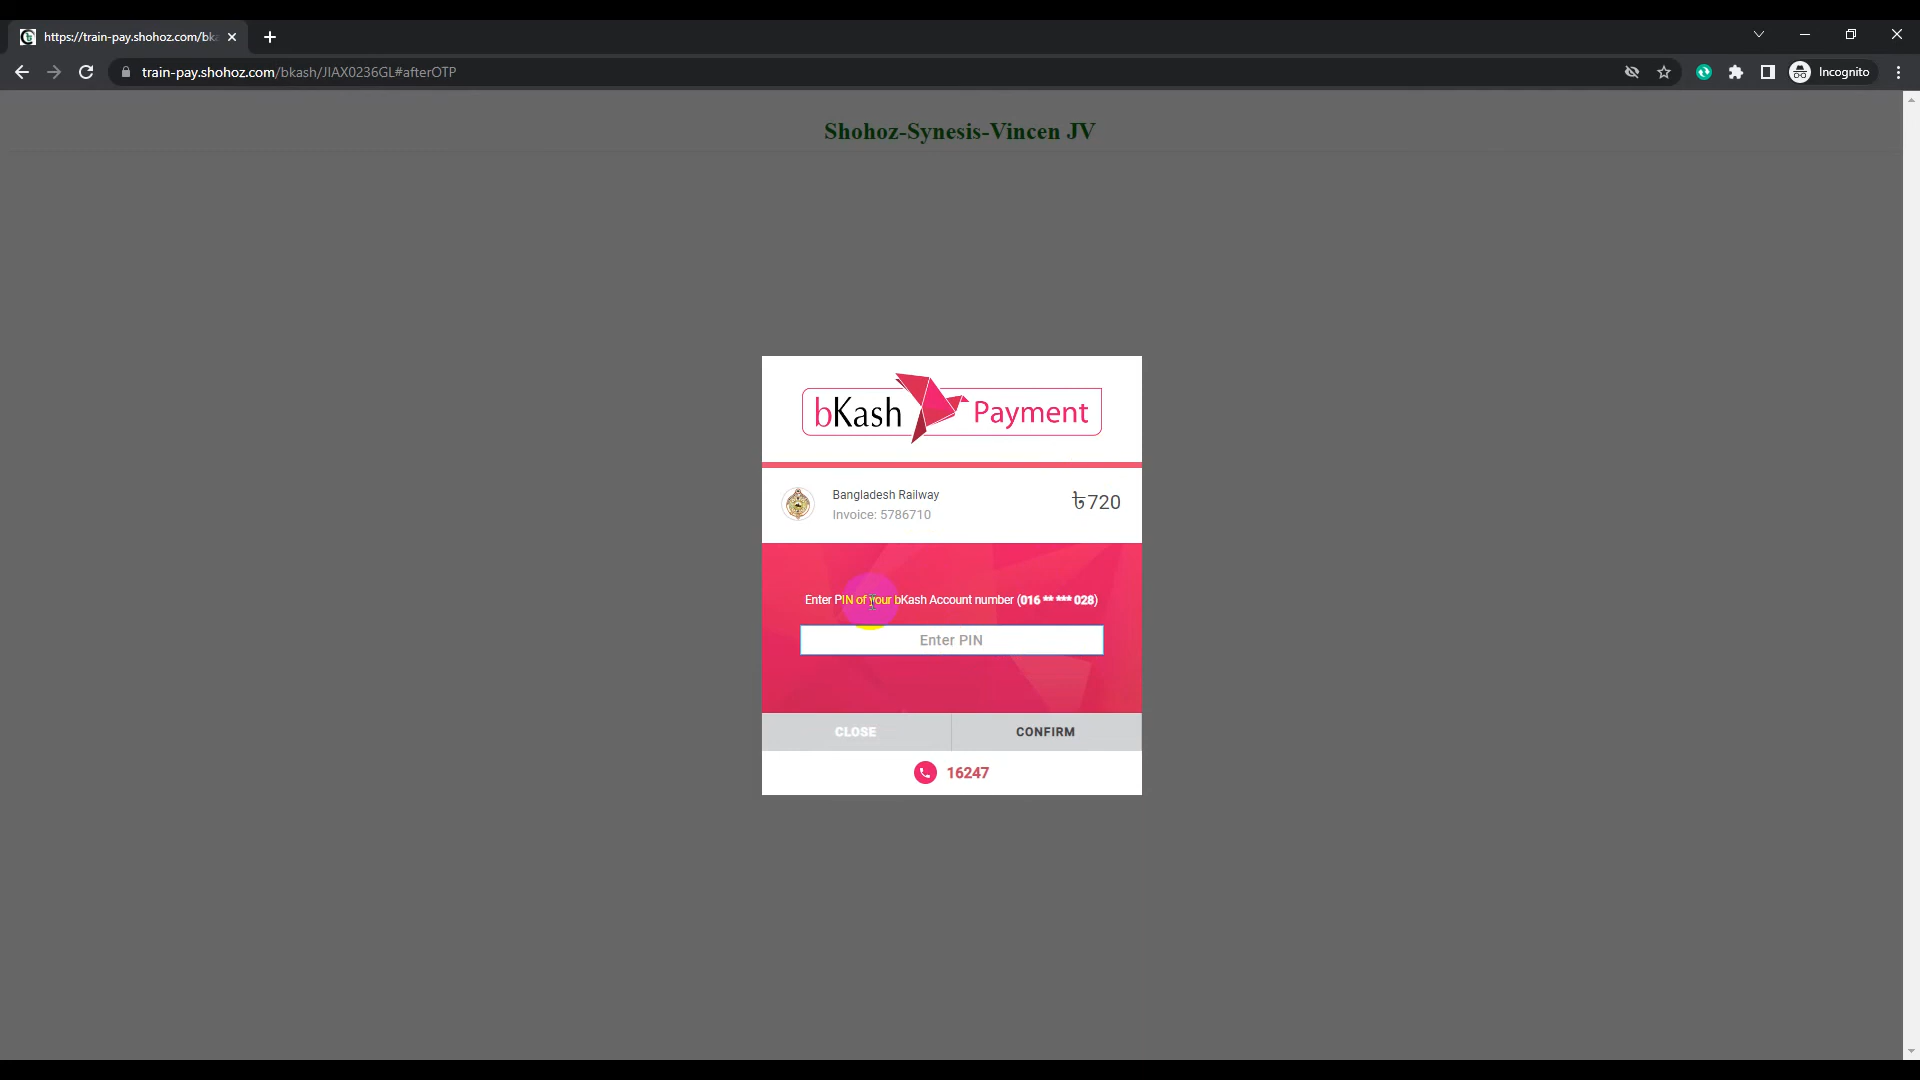 https://train-pay.shohoz.com/bka
train-pay.shohoz.com/bkash/JIAX0236GL#afterOTP
Incognito
Shohoz-Synesis-Vincen JV
bKash Payment
Bangladesh Railway
Invoice: 5786710
৳720
Enter PIN of your bKash Account number (016 ** *** 028)
Enter PIN
CLOSE
CONFIRM
16247